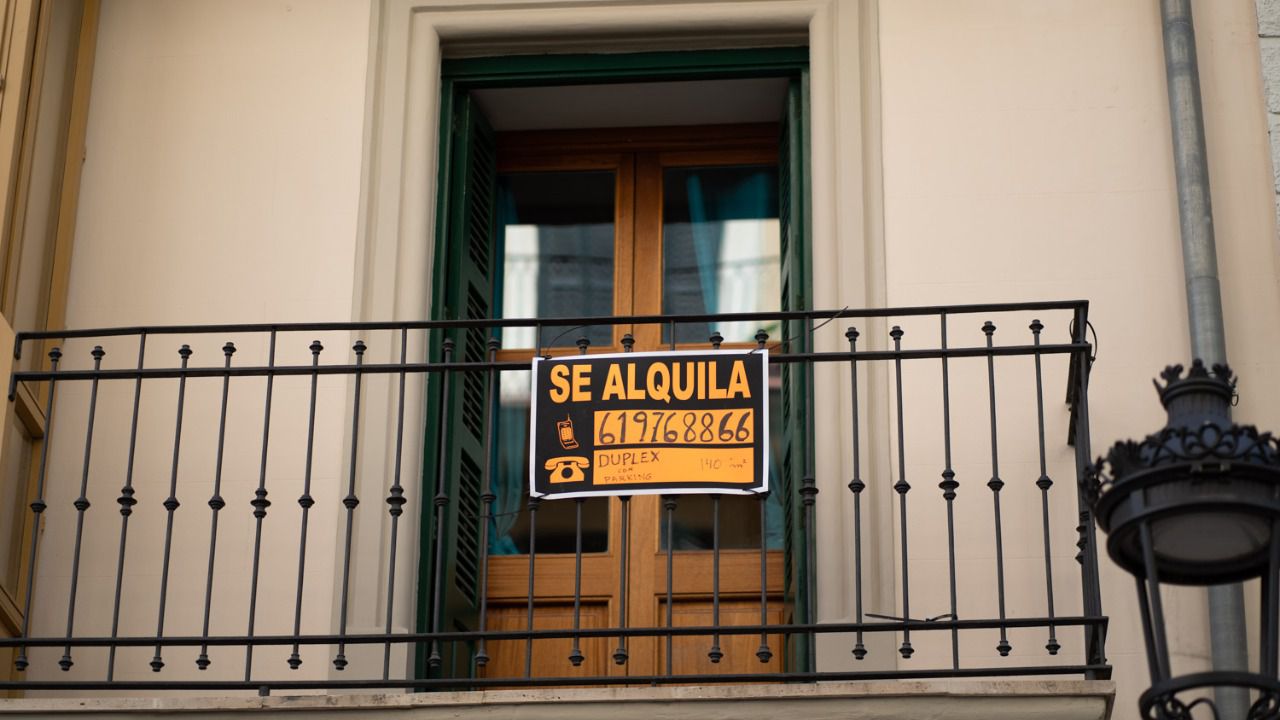 SE ALQUILA
619768866
DUPLEX 140 m²
CON
PARKING